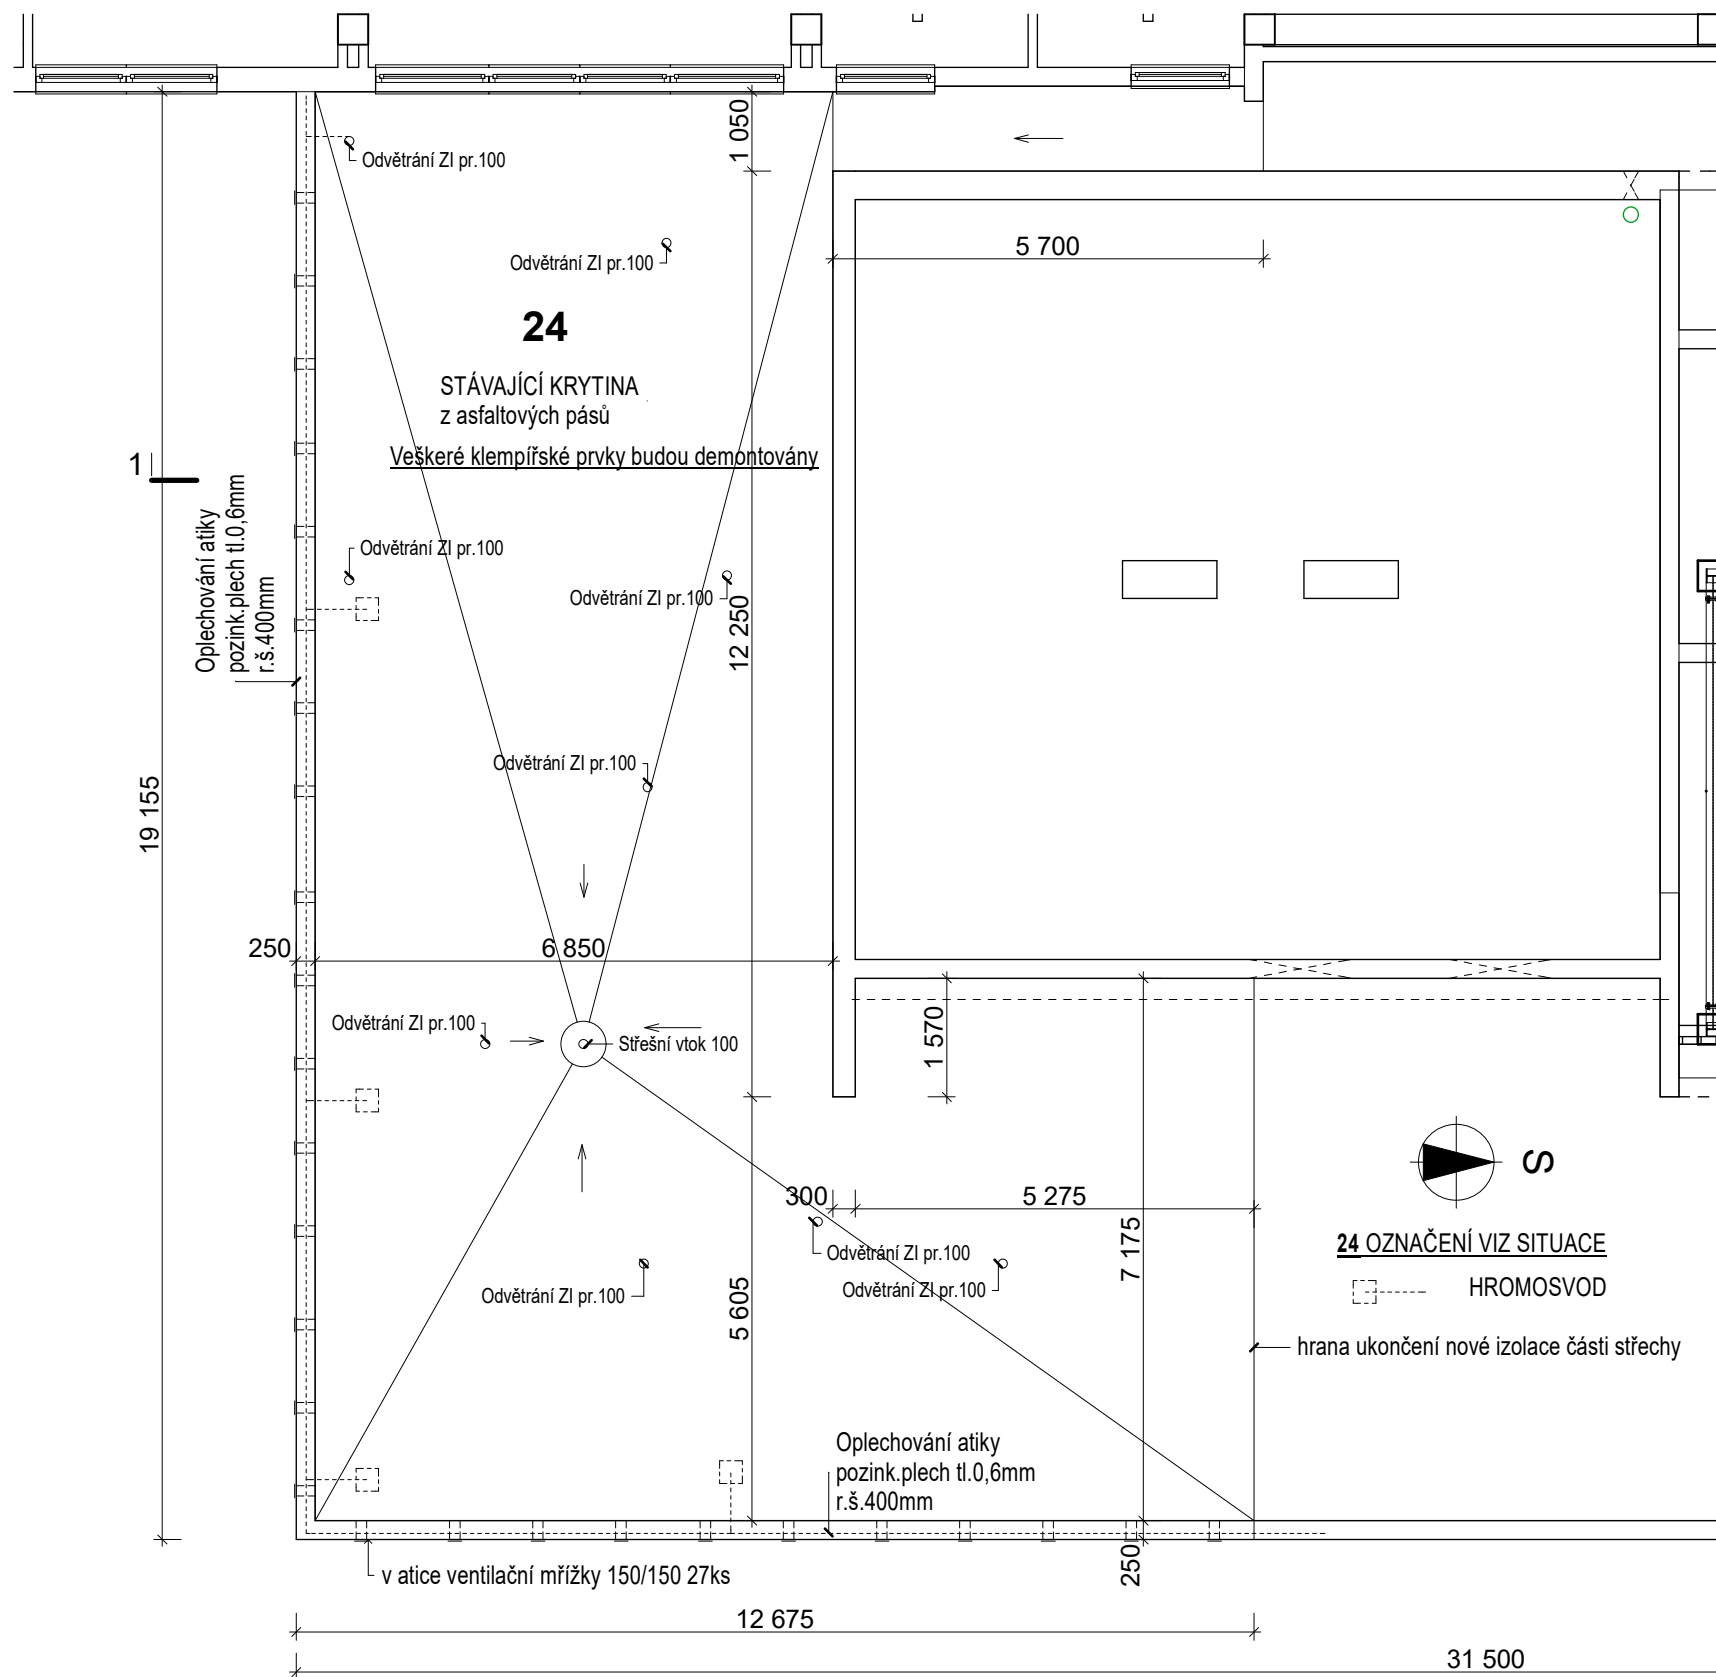 1 050
Odvětrání ZI pr.100
5 700
Odvětrání ZI pr.100
24
STÁVAJÍCÍ KRYTINA
z asfaltových pásů
Veškeré klempířské prvky budou demontovány
1
Oplechování atiky
pozink.plech tl.0,6mm
r.š.400mm
Odvětrání ZI pr.100
Odvětrání ZI pr.100
12 250
Odvětrání ZI pr.100
19 155
250
6 850
Odvětrání ZI pr.100
Střešní vtok 100
1 570
S
300
5 275
7 175
24 OZNAČENÍ VIZ SITUACE
Odvětrání ZI pr.100
Odvětrání ZI pr.100
Odvětrání ZI pr.100
5 605
HROMOSVOD
hrana ukončení nové izolace části střechy
Oplechování atiky
pozink.plech tl.0,6mm
r.š.400mm
250
v atice ventilační mřížky 150/150 27ks
12 675
31 500